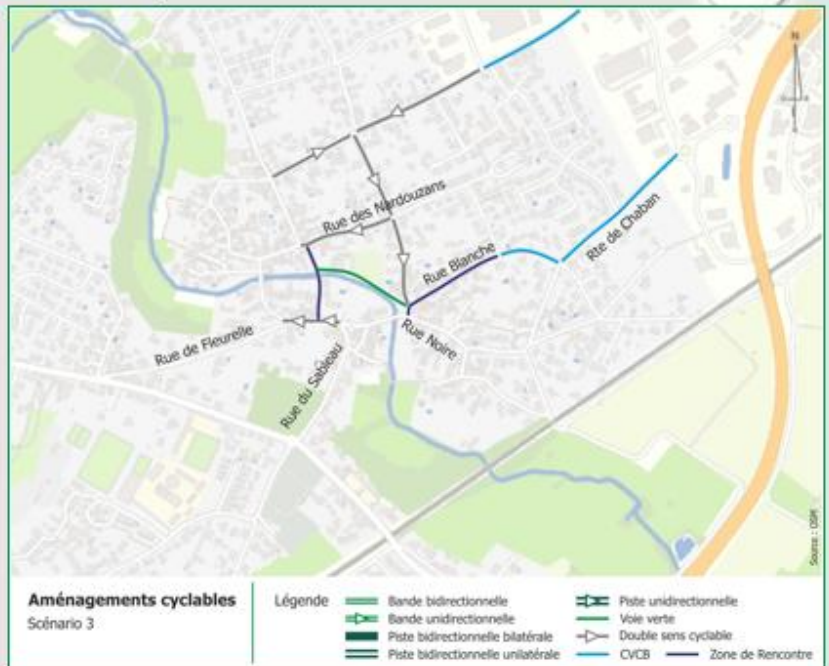 N
Rue des Nardouzans
Rte de Chaban
Rue Blanche
Rue Noire
Rue de Fleurelle
Rue du Sableau
Source : OSM
Aménagements cyclables
Scénario 3
Légende
Bande bidirectionnelle
Bande unidirectionnelle
Piste bidirectionnelle bilatérale
Piste bidirectionnelle unilatérale
Piste unidirectionnelle
Voie verte
Double sens cyclable
CVCB
Zone de Rencontre